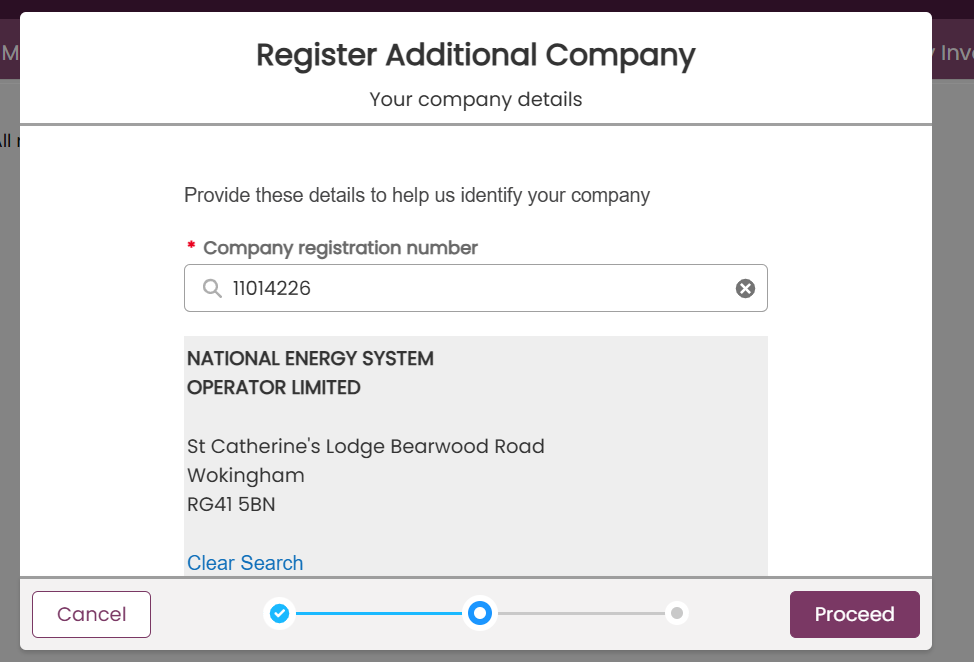 Register Additional Company
Your company details
Provide these details to help us identify your company
* Company registration number
11014226
NATIONAL ENERGY SYSTEM
OPERATOR LIMITED
St Catherine's Lodge Bearwood Road
Wokingham
RG41 5BN
Clear Search
Cancel
Proceed